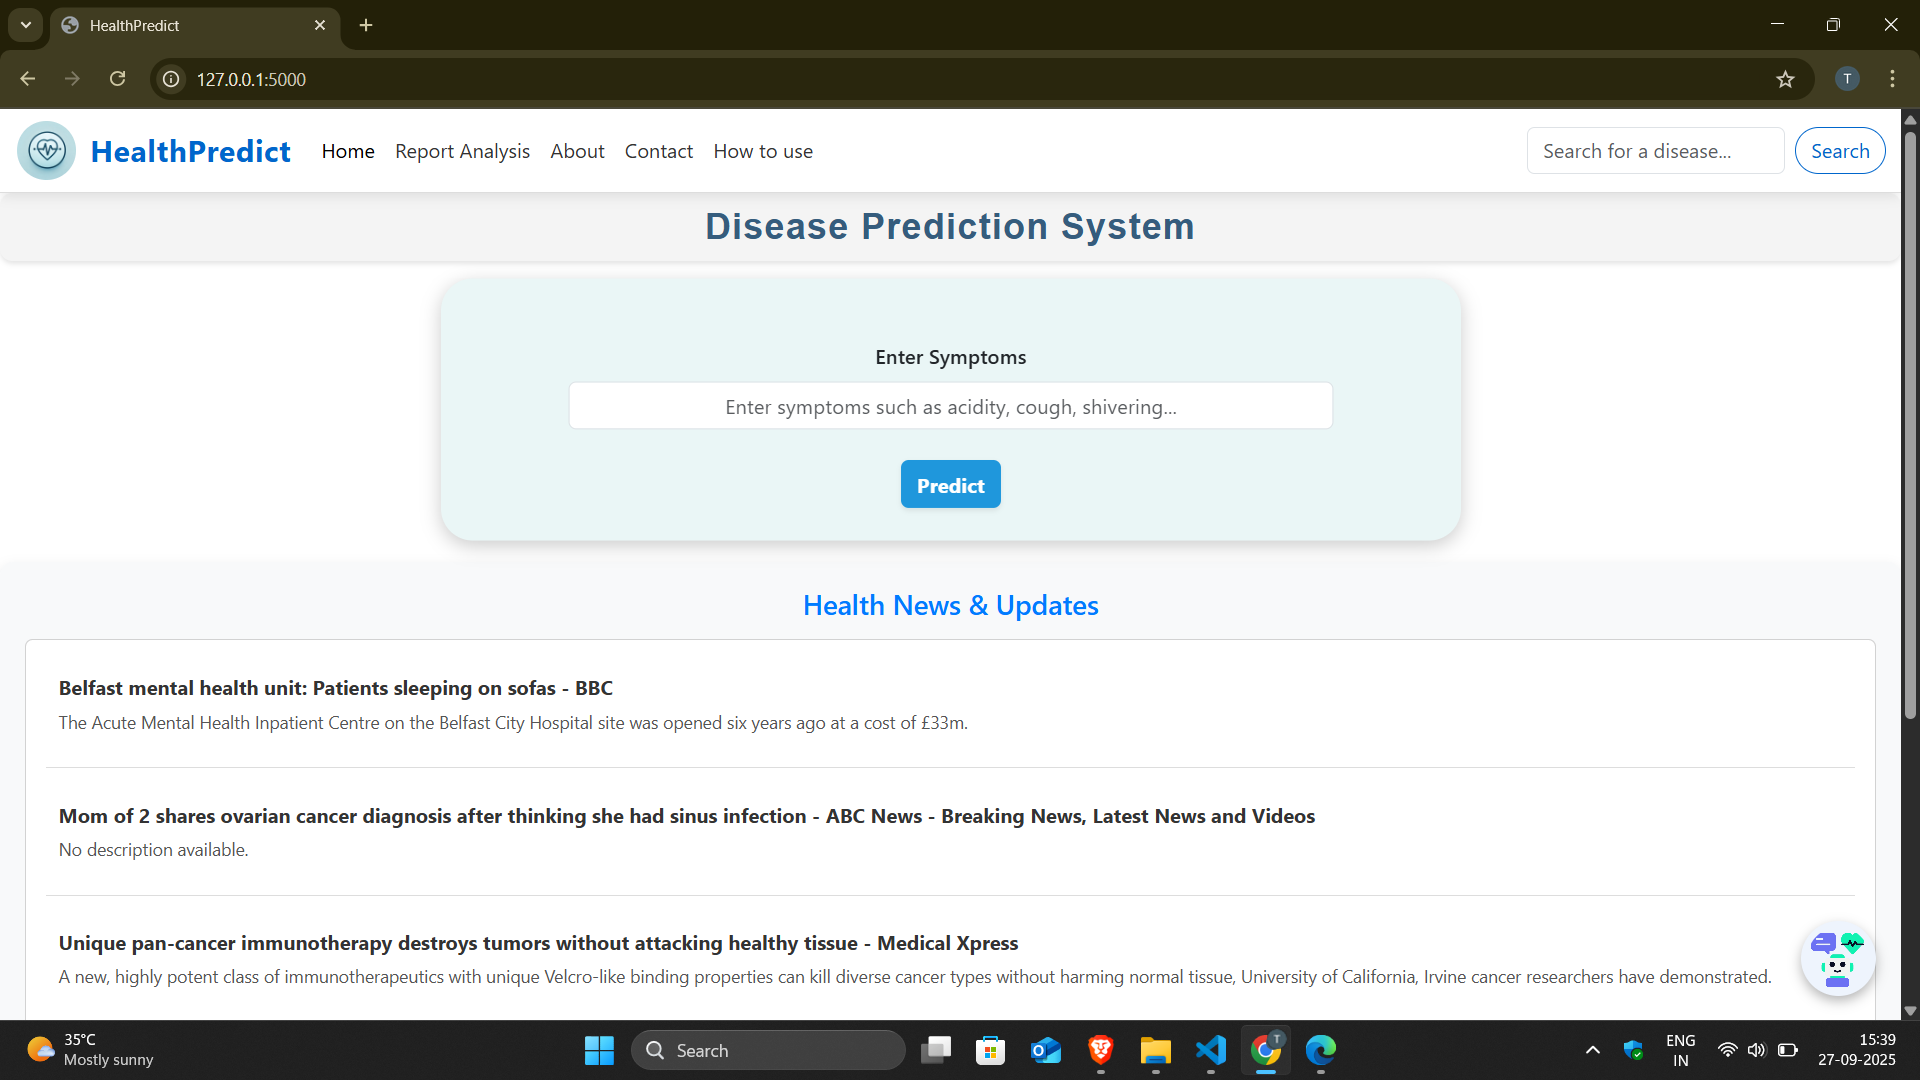 HealthPredict
127.0.0.1:5000
T
HealthPredict
Home
Report Analysis
About
Contact
How to use
Search for a disease...
Search
Disease Prediction System
Enter Symptoms
Enter symptoms such as acidity, cough, shivering...
Predict
Health News & Updates
Belfast mental health unit: Patients sleeping on sofas - BBC
The Acute Mental Health Inpatient Centre on the Belfast City Hospital site was opened six years ago at a cost of £33m.
Mom of 2 shares ovarian cancer diagnosis after thinking she had sinus infection - ABC News - Breaking News, Latest News and Videos
No description available.
Unique pan-cancer immunotherapy destroys tumors without attacking healthy tissue - Medical Xpress
A new, highly potent class of immunotherapeutics with unique Velcro-like binding properties can kill diverse cancer types without harming normal tissue, University of California, Irvine cancer researchers have demonstrated.
35°C
Mostly sunny
Search
T
ENG
IN
15:39
27-09-2025